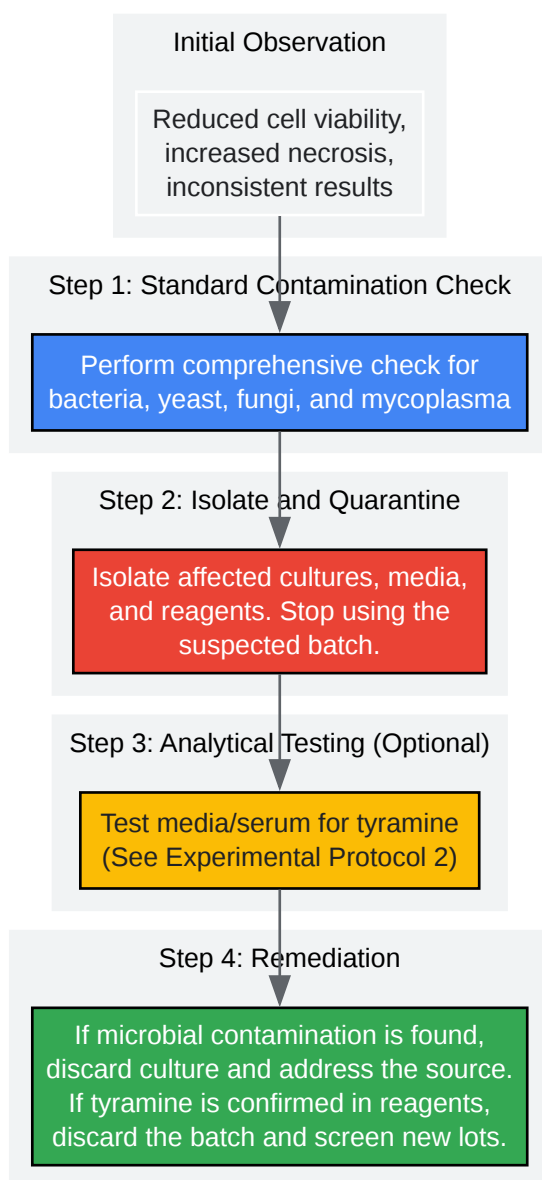 Initial Observation
Reduced cell viability,
increased necrosis,
inconsistent results
Step 1: Standard Contamination Check
Perform comprehensive check for
bacteria, yeast, fungi, and mycoplasma
Step 2: Isolate and Quarantine
Isolate affected cultures, media,
and reagents. Stop using the
suspected batch.
Step 3: Analytical Testing (Optional)
Test media/serum for tyramine
(See Experimental Protocol 2)
Step 4: Remediation
If microbial contamination is found,
discard culture and address the source.
If tyramine is confirmed in reagents,
discard the batch and screen new lots.